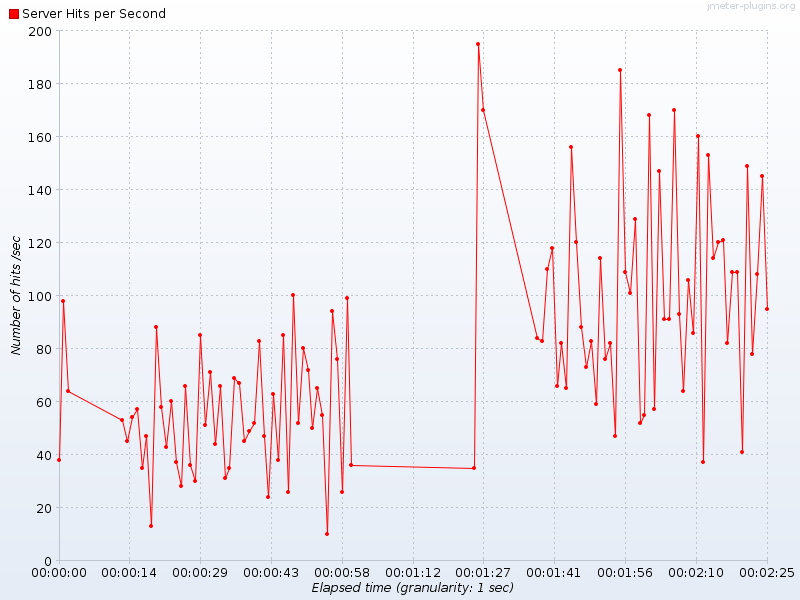 jmeter-plugins.org
Server Hits per Second
200
180
160
140
120
100
80
60
40
20
0
Number of hits /sec
00:00:00 00:00:14 00:00:29 00:00:43 00:00:58 00:01:12 00:01:27 00:01:41 00:01:56 00:02:10 00:02:25
Elapsed time (granularity: 1 sec)